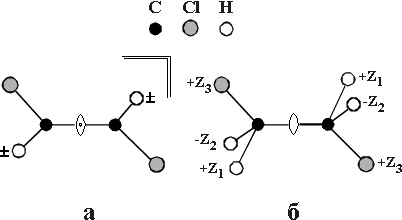 C Cl H
±
±
+Z₃
-Z₂
+Z₁
+Z₁
-Z₂
+Z₃
а б